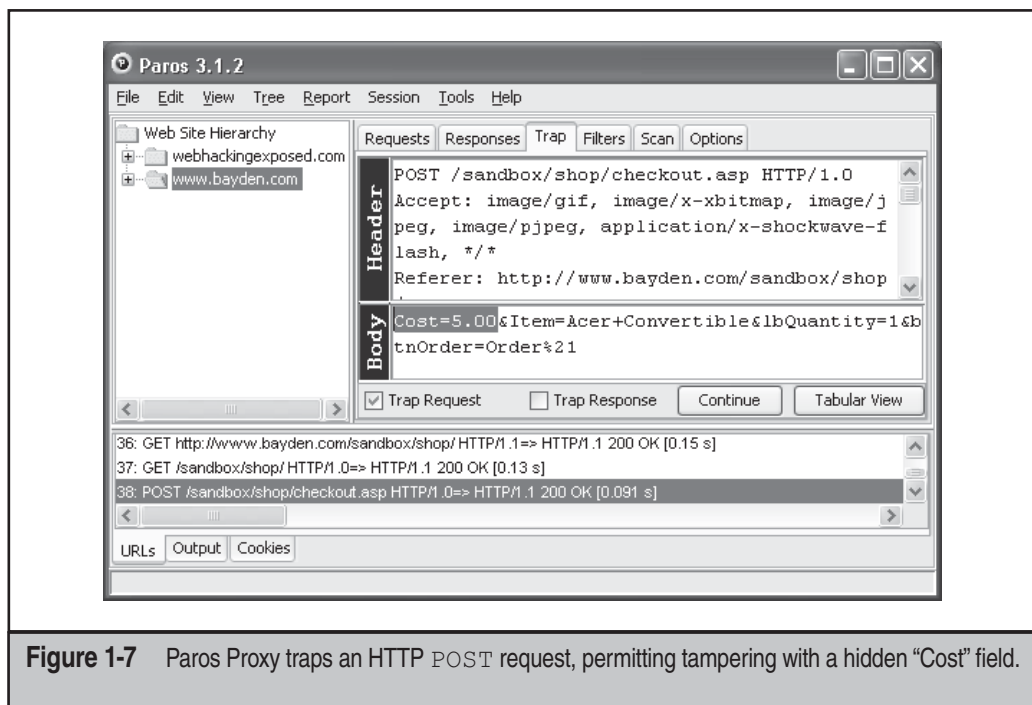 Paros 3.1.2
File Edit View Tree Report Session Tools Help
Web Site Hierarchy
webhackingexposed.com
www.bayden.com
Requests Responses Trap Filters Scan Options
Header
POST /sandbox/shop/checkout.asp HTTP/1.0
Accept: image/gif, image/x-xbitmap, image/j
peg, image/pjpeg, application/x-shockwave-f
lash, */*
Referer: http://www.bayden.com/sandbox/shop
Body
Cost=5.00&Item=Acer+Convertible&lbQuantity=1&b
tnOrder=Order%21
Trap Request Trap Response Continue Tabular View
36: GET http://www.bayden.com/sandbox/shop/ HTTP/1.1=> HTTP/1.1 200 OK [0.15 s]
37: GET /sandbox/shop/ HTTP/1.0=> HTTP/1.1 200 OK [0.13 s]
38: POST /sandbox/shop/checkout.asp HTTP/1.0=> HTTP/1.1 200 OK [0.091 s]
URLs Output Cookies
Figure 1-7 Paros Proxy traps an HTTP POST request, permitting tampering with a hidden “Cost” field.